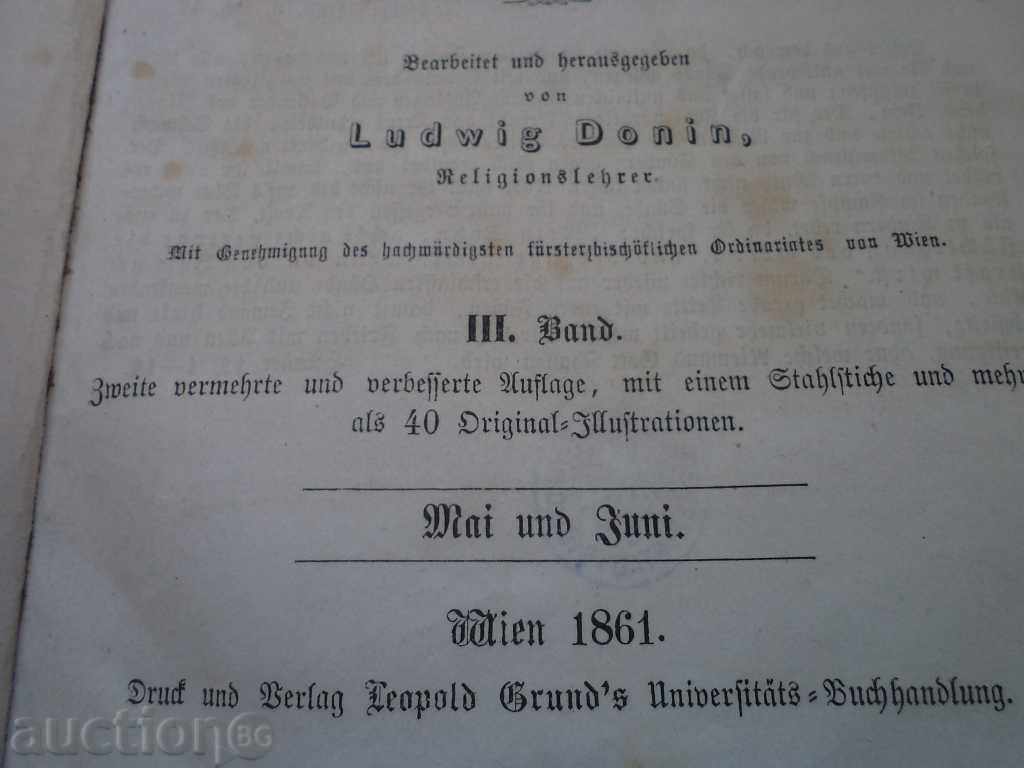 Bearbeitet und herausgegeben
von
Ludwig Donin,
Religionslehrer.
Mit Genehmigung des hochwürdigsten fürsterzbischöflichen Ordinariates von Wien.
III. Band.
Zweite vermehrte und verbesserte Auflage, mit einem Stahlstiche und mehr
als 40 Original-Illustrationen.
Mai und Juni.
Wien 1861.
Druck und Verlag Leopold Grund's Universitäts-Buchhandlung.
auctionBG